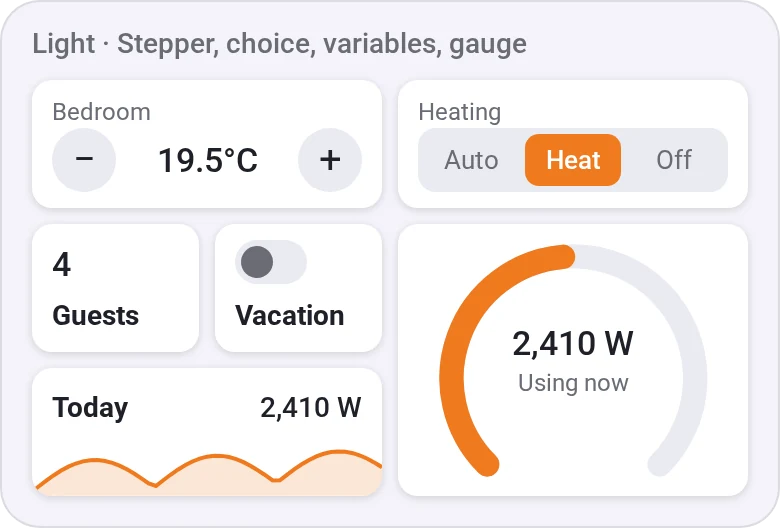 Light · Stepper, choice, variables, gauge
Bedroom
− 19.5°C +
Heating
Auto Heat Off
4
Guests
Vacation
2,410 W
Using now
Today 2,410 W